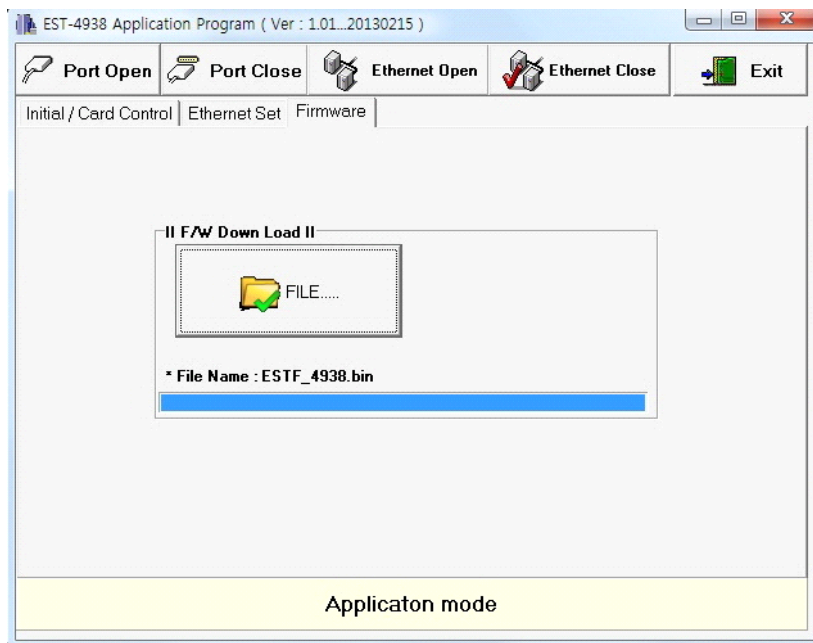 EST-4938 Application Program ( Ver : 1.01...20130215 )
Port Open Port Close Ethernet Open Ethernet Close Exit
Initial / Card Control Ethernet Set Firmware
II F/W Down Load II
FILE.....
* File Name : ESTF_4938.bin
Applicaton mode